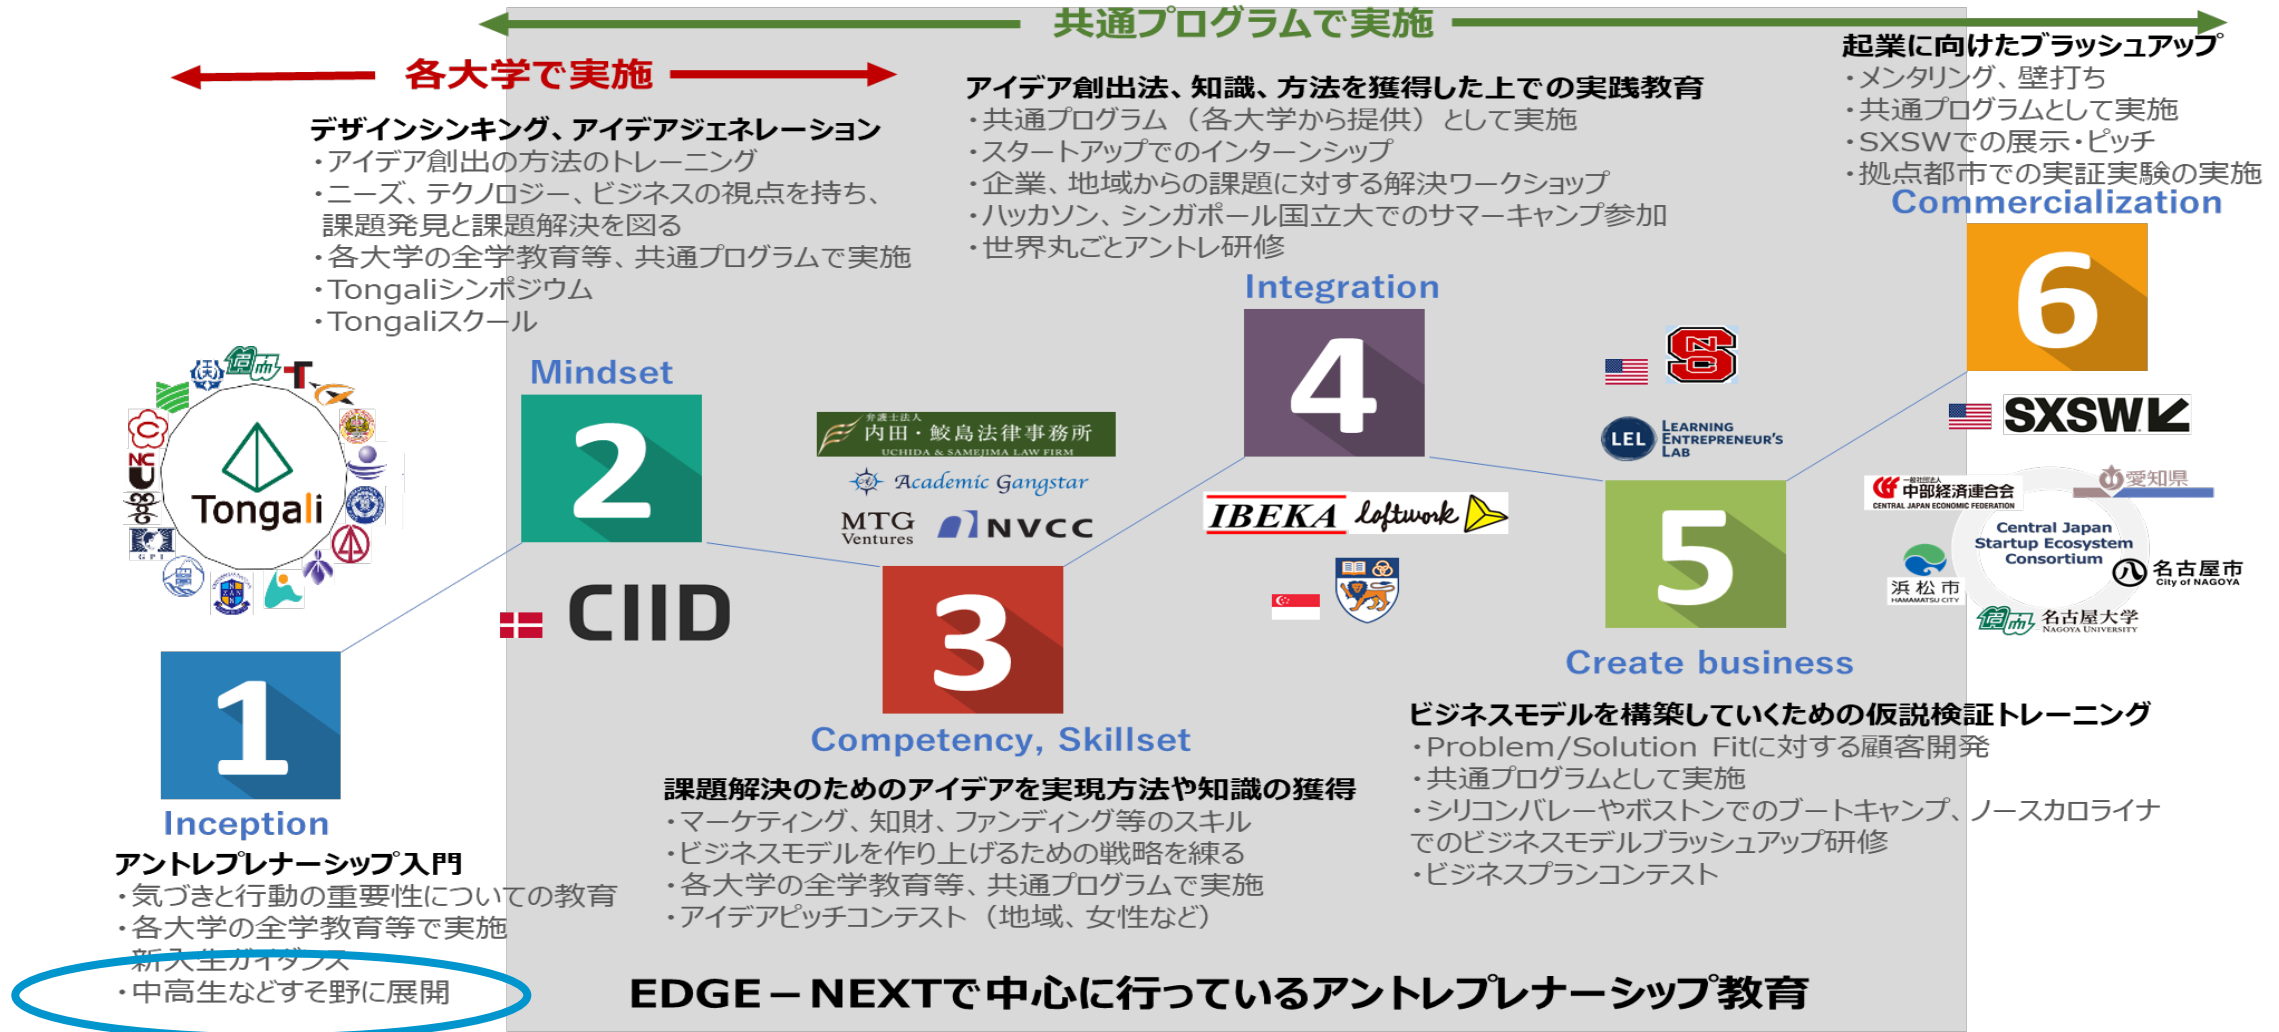 共通プログラムで実施
各大学で実施
デザインシンキング、アイデアジェネレーション
・アイデア創出の方法のトレーニング
・ニーズ、テクノロジー、ビジネスの視点を持ち、
課題発見と課題解決を図る
・各大学の全学教育等、共通プログラムで実施
・Tongaliシンポジウム
・Tongaliスクール
アイデア創出法、知識、方法を獲得した上での実践教育
・共通プログラム（各大学から提供）として実施
・スタートアップでのインターンシップ
・企業、地域からの課題に対する解決ワークショップ
・ハッカソン、シンガポール国立大でのサマーキャンプ参加
・世界丸ごとアントレ研修
起業に向けたブラッシュアップ
・メンタリング、壁打ち
・共通プログラムとして実施
・SXSWでの展示・ピッチ
・拠点都市での実証実験の実施
Commercialization
6
Integration
4
Mindset
2
Tongali
NC
U
GPI
弁護士法人
内田・鮫島法律事務所
UCHIDA & SAMEJIMA LAW FIRM
Academic Gangstar
MTG
Ventures
NVCC
CIID
IBEKA
loftwork
NSC
LEL
LEARNING
ENTREPRENEUR'S
LAB
SXSW
一般社団法人
中部経済連合会
CENTRAL JAPAN ECONOMIC FEDERATION
愛知県
Central Japan
Startup Ecosystem
Consortium
浜松市
HAMAMATSU CITY
名古屋市
City of NAGOYA
名古屋大学
NAGOYA UNIVERSITY
1
Inception
アントレプレナーシップ入門
・気づきと行動の重要性についての教育
・各大学の全学教育等で実施
・新入生ガイダンス
・中高生などすそ野に展開
3
Competency, Skillset
課題解決のためのアイデアを実現方法や知識の獲得
・マーケティング、知財、ファンディング等のスキル
・ビジネスモデルを作り上げるための戦略を練る
・各大学の全学教育等、共通プログラムで実施
・アイデアピッチコンテスト（地域、女性など）
5
Create business
ビジネスモデルを構築していくための仮説検証トレーニング
・Problem/Solution Fitに対する顧客開発
・共通プログラムとして実施
・シリコンバレーやボストンでのブートキャンプ、ノースカロライナ
でのビジネスモデルブラッシュアップ研修
・ビジネスプランコンテスト
EDGE－NEXTで中心に行っているアントレプレナーシップ教育